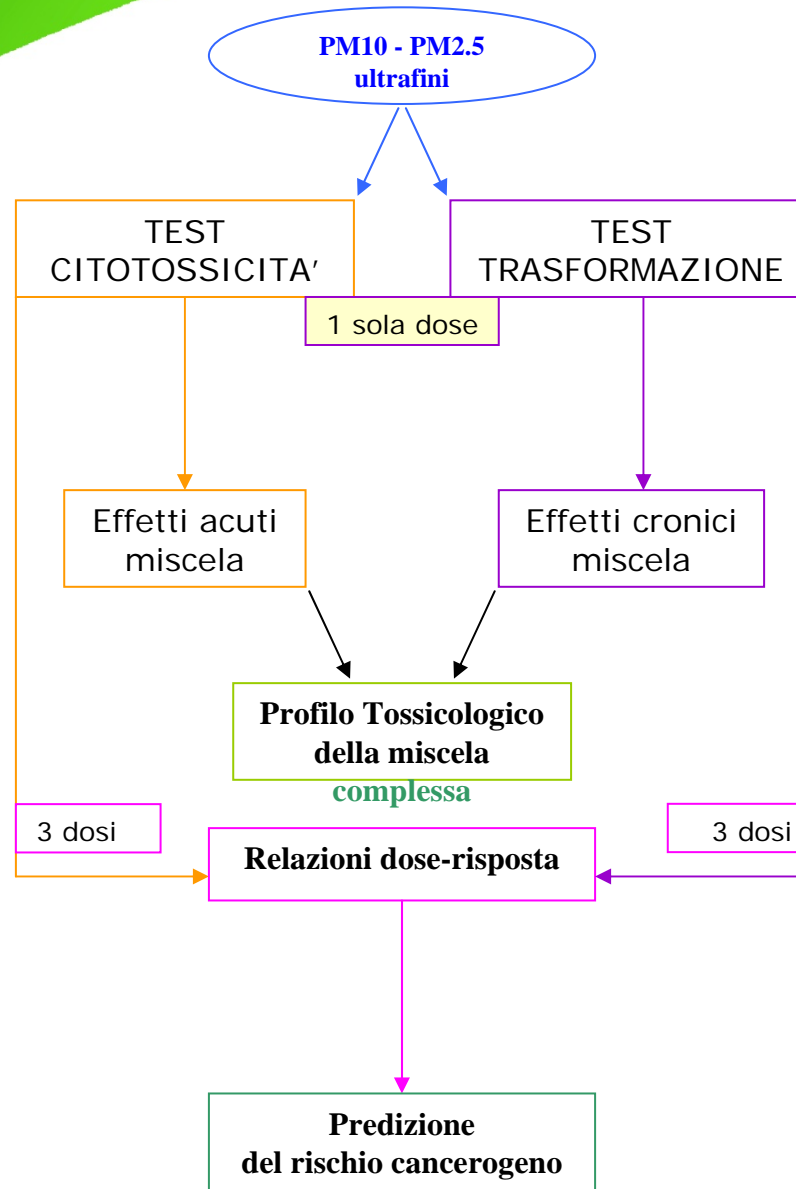 PM10 - PM2.5
ultrafini
TEST
CITOTOSSICITA'
TEST
TRASFORMAZIONE
1 sola dose
Effetti acuti
miscela
Effetti cronici
miscela
Profilo Tossicologico
della miscela
complessa
3 dosi
3 dosi
Relazioni dose-risposta
Predizione
del rischio cancerogeno